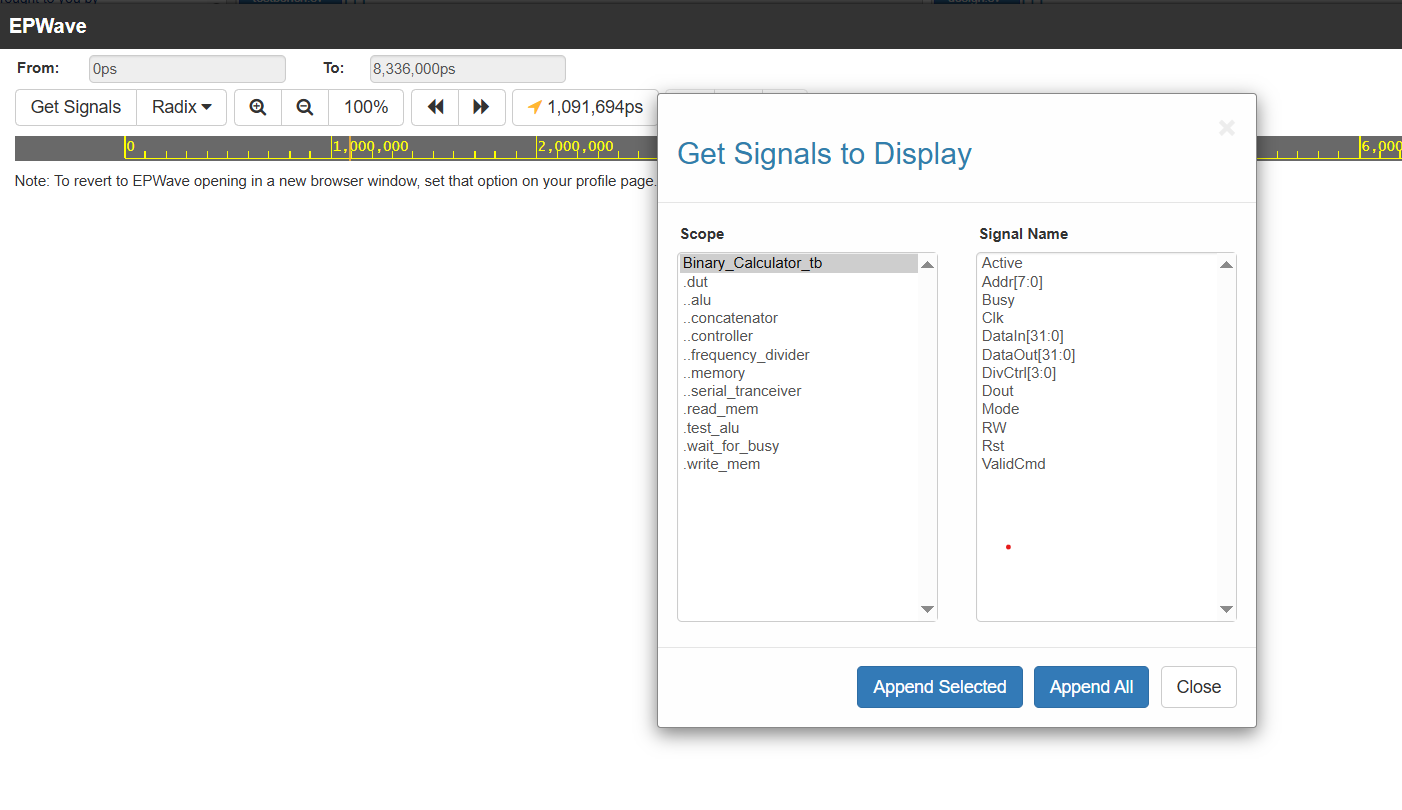 EPWave
From: 0ps To: 8,336,000ps
Get Signals Radix 100% 1,091,694ps
0 1,000,000 2,000,000 6,000
Note: To revert to EPWave opening in a new browser window, set that option on your profile page.
×
Get Signals to Display
Scope
Binary_Calculator_tb
.dut
..alu
..concatenator
..controller
..frequency_divider
..memory
..serial_tranceiver
.read_mem
.test_alu
.wait_for_busy
.write_mem
Signal Name
Active
Addr[7:0]
Busy
Clk
DataIn[31:0]
DataOut[31:0]
DivCtrl[3:0]
Dout
Mode
RW
Rst
ValidCmd
Append Selected Append All Close